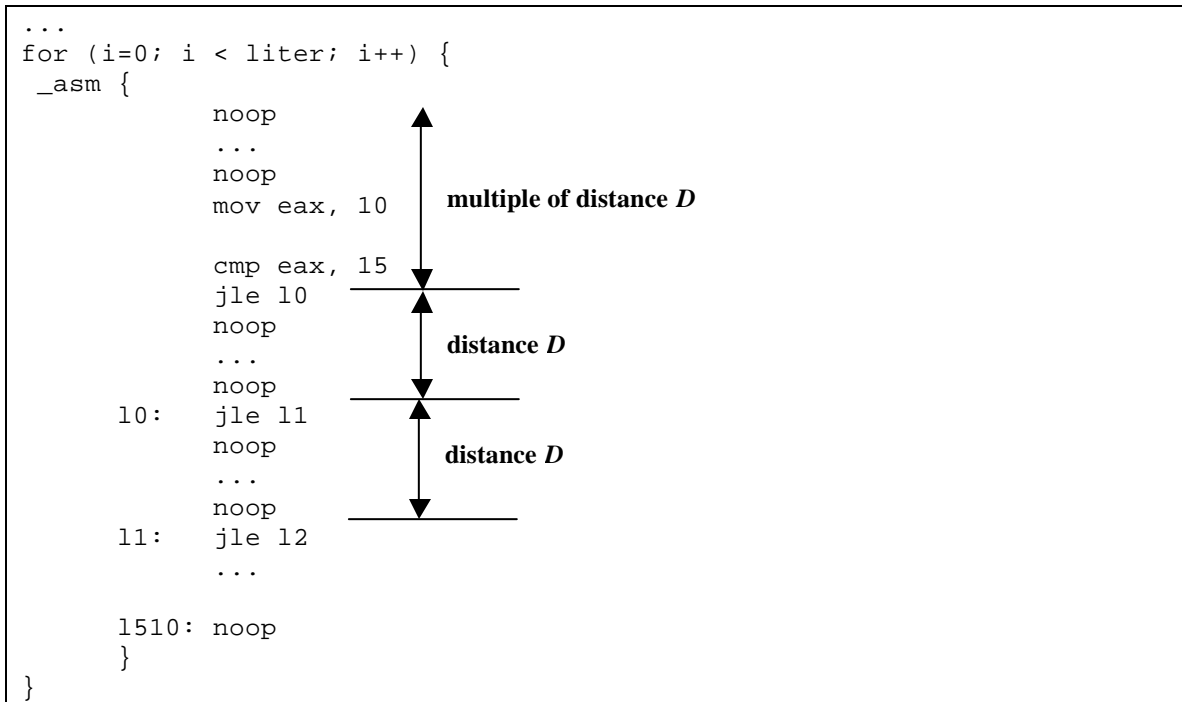 ...
for (i=0; i < liter; i++) {
_asm {
noop
...
noop
mov eax, 10
multiple of distance D
cmp eax, 15
jle l0
noop
distance D
...
noop
l0: jle l1
noop
distance D
...
noop
l1: jle l2
...
l510: noop
}
}